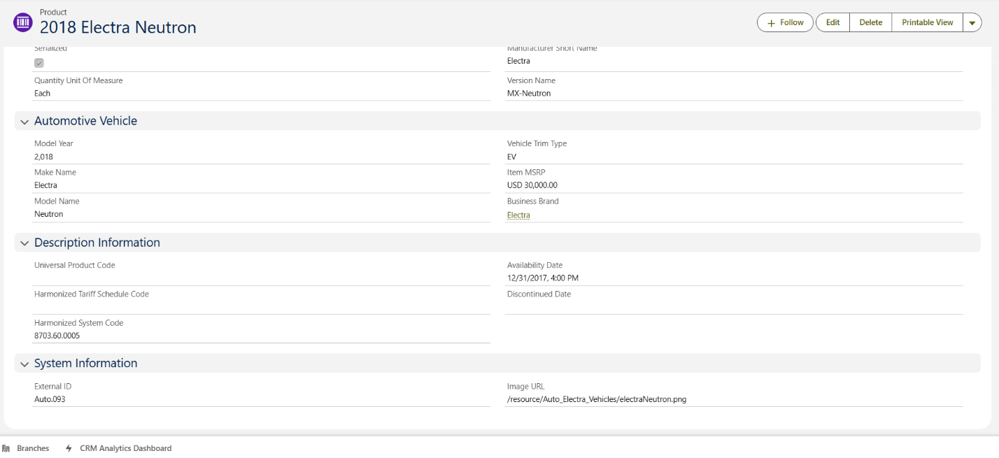 Product
2018 Electra Neutron
Follow
Edit
Delete
Printable View
Serialized
Manufacturer Short Name
Electra
Quantity Unit Of Measure
Each
Version Name
MX-Neutron
Automotive Vehicle
Model Year
2,018
Vehicle Trim Type
EV
Make Name
Electra
Item MSRP
USD 30,000.00
Model Name
Neutron
Business Brand
Electra
Description Information
Universal Product Code
Availability Date
12/31/2017, 4:00 PM
Harmonized Tariff Schedule Code
Discontinued Date
Harmonized System Code
8703.60.0005
System Information
External ID
Auto.093
Image URL
/resource/Auto_Electra_Vehicles/electraNeutron.png
Branches
CRM Analytics Dashboard